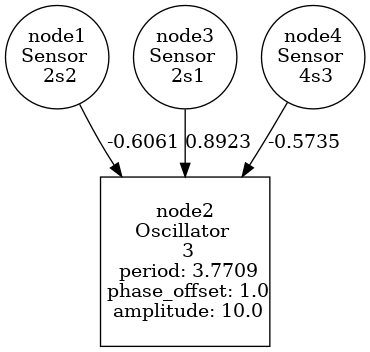 node1
Sensor
2s2
node3
Sensor
2s1
node4
Sensor
4s3
-0.6061
0.8923
-0.5735
node2
Oscillator
3
period: 3.7709
phase_offset: 1.0
amplitude: 10.0